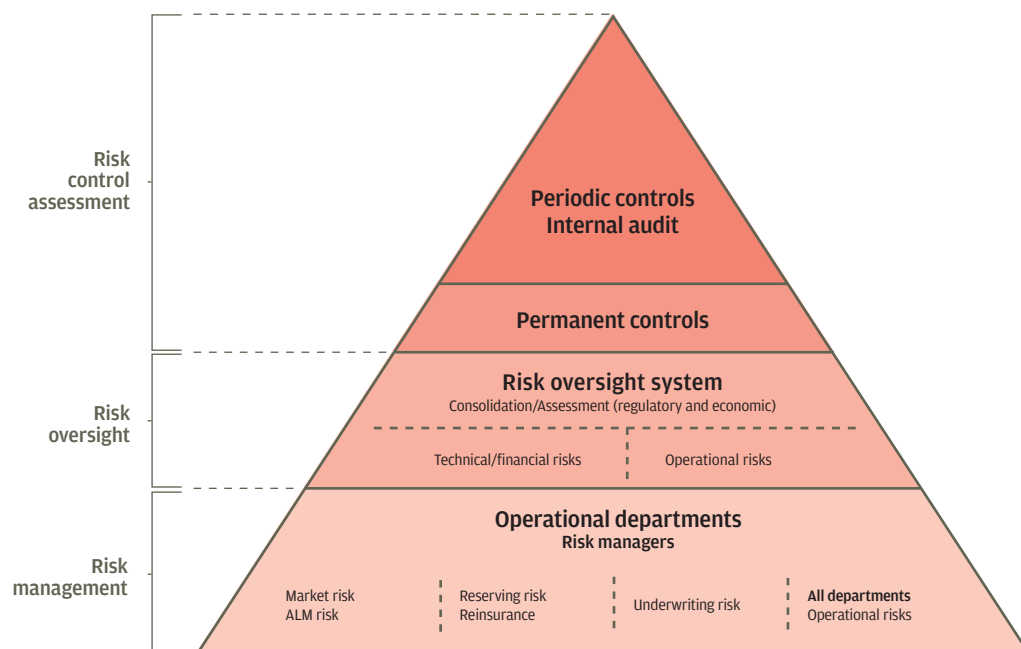 Risk
control
assessment
Periodic controls
Internal audit
Permanent controls
Risk
oversight
Risk oversight system
Consolidation/Assessment (regulatory and economic)
Technical/financial risks
Operational risks
Risk
management
Operational departments
Risk managers
Market risk
ALM risk
Reserving risk
Reinsurance
Underwriting risk
All departments
Operational risks